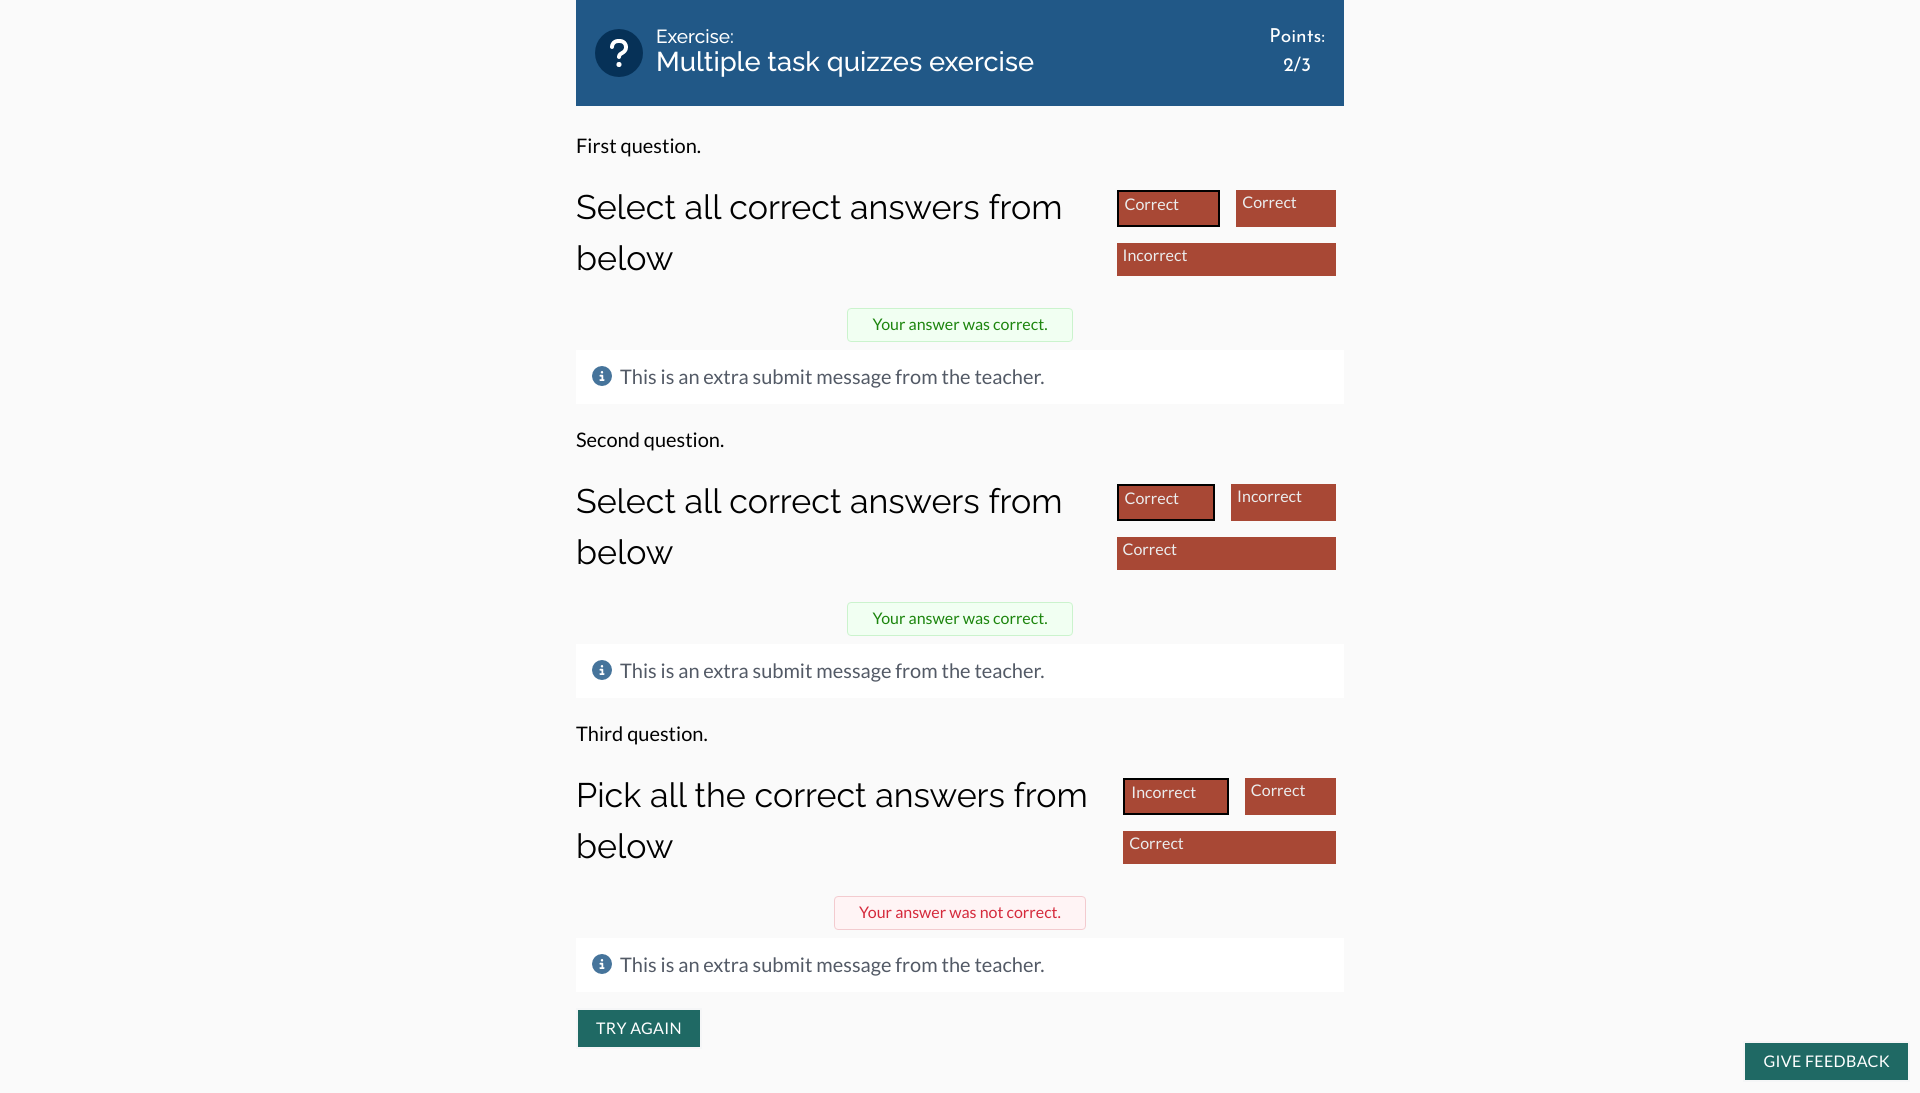 ?
Exercise:
Multiple task quizzes exercise
Points:
2/3
First question.
Select all correct answers from
below
Correct
Correct
Incorrect
Your answer was correct.
This is an extra submit message from the teacher.
Second question.
Select all correct answers from
below
Correct
Incorrect
Correct
Your answer was correct.
This is an extra submit message from the teacher.
Third question.
Pick all the correct answers from
below
Incorrect
Correct
Correct
Your answer was not correct.
This is an extra submit message from the teacher.
TRY AGAIN
GIVE FEEDBACK